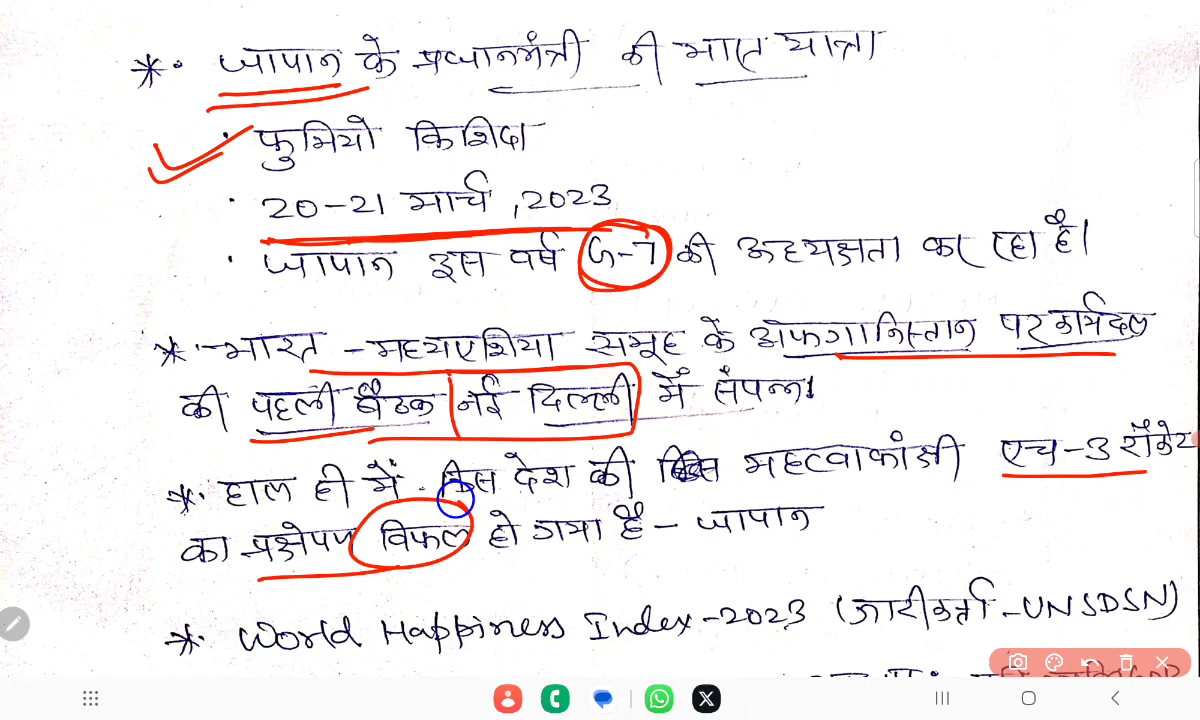 * • जापान के प्रधानमंत्री की भारत यात्रा
• फुमियो किशिदा
• 20-21 मार्च, 2023
• जापान इस वर्ष G-7 की अध्यक्षता कर रहा है।
* • भारत - मध्यएशिया समूह के अफगानिस्तान पर कार्यदल
की पहली बैठक नई दिल्ली में संपन्न।
* • हाल ही में किस देश की महत्वाकांक्षी एच-3 रॉकेट
का प्रक्षेपण विफल हो गया है - जापान
* • World Happiness Index-2023 (जारीकर्ता-UNSDSN)